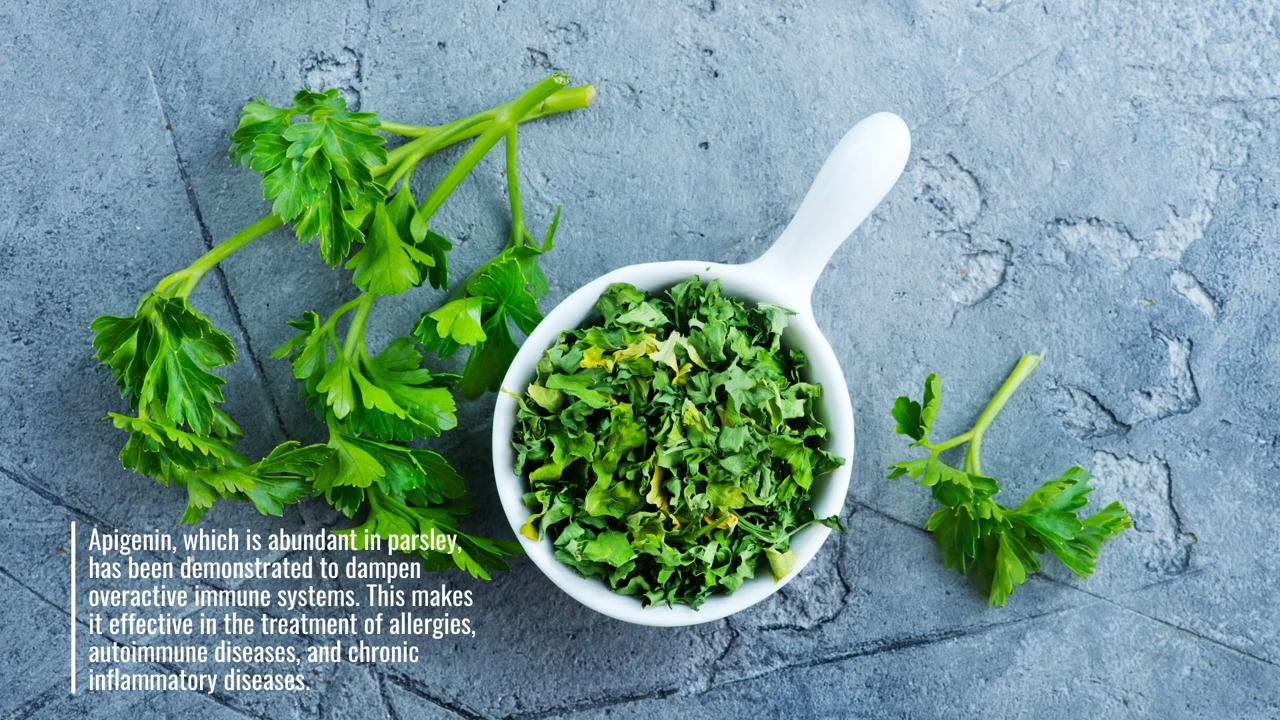 Apigenin, which is abundant in parsley,
has been demonstrated to dampen
overactive immune systems. This makes
it effective in the treatment of allergies,
autoimmune diseases, and chronic
inflammatory diseases.